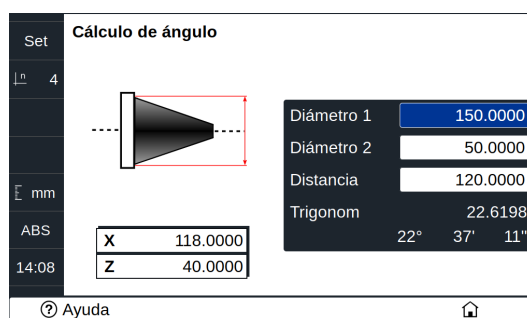 Set
Cálculo de ángulo
n 4
Diámetro 1 150.0000
Diámetro 2 50.0000
Distancia 120.0000
mm
Trigonom 22.6198
ABS
22° 37' 11"
X 118.0000
Z 40.0000
14:08
? Ayuda